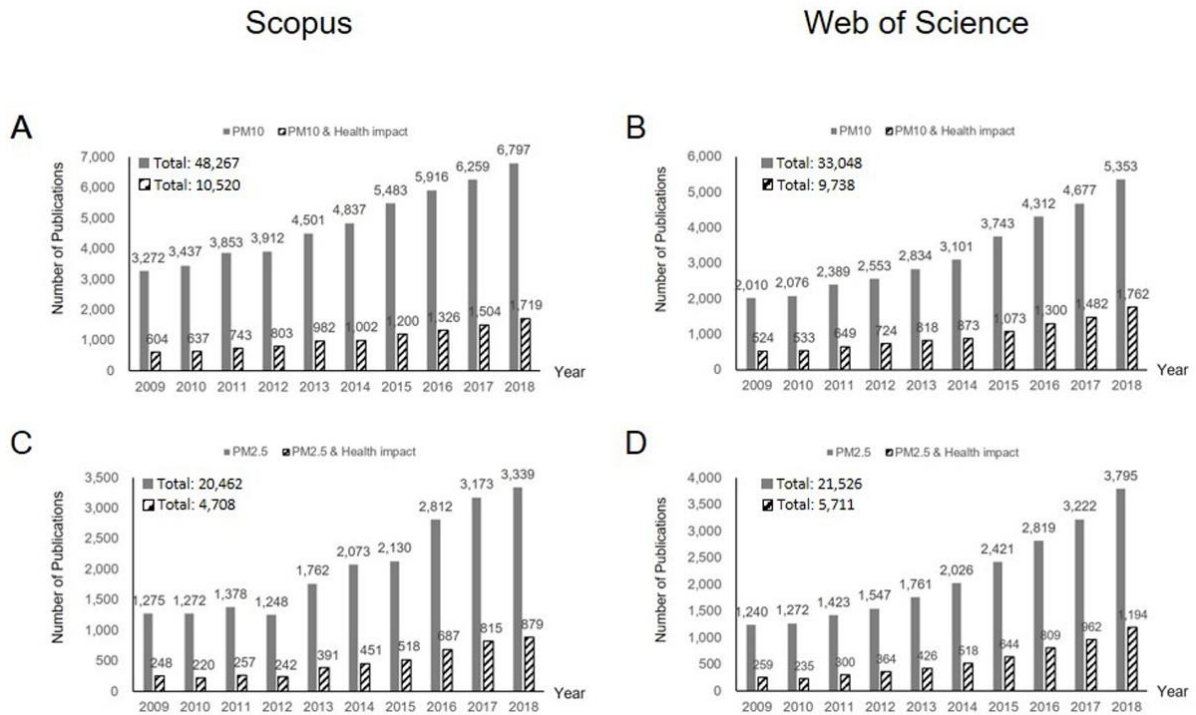 Scopus
Web of Science
A
PM10 PM10 & Health impact
Number of Publications
Total: 48,267
Total: 10,520
7,000
6,000
5,000
4,000
3,000
2,000
1,000
0
3,272 3,437 3,853 3,912 4,501 4,837 5,483 5,916 6,259 6,797
604 637 743 803 982 1,002 1,200 1,326 1,504 1,719
2009 2010 2011 2012 2013 2014 2015 2016 2017 2018 Year
B
PM10 PM10 & Health impact
Number of Publications
Total: 33,048
Total: 9,738
6,000
5,000
4,000
3,000
2,000
1,000
0
2,010 2,076 2,389 2,553 2,834 3,101 3,743 4,312 4,677 5,353
524 533 649 724 818 873 1,073 1,300 1,482 1,762
2009 2010 2011 2012 2013 2014 2015 2016 2017 2018 Year
C
PM2.5 PM2.5 & Health impact
Number of Publications
Total: 20,462
Total: 4,708
3,500
3,000
2,500
2,000
1,500
1,000
500
0
1,275 1,272 1,378 1,248 1,762 2,073 2,130 2,812 3,173 3,339
248 220 257 242 391 451 518 687 815 879
2009 2010 2011 2012 2013 2014 2015 2016 2017 2018 Year
D
PM2.5 PM2.5 & Health impact
Number of Publications
Total: 21,526
Total: 5,711
4,000
3,500
3,000
2,500
2,000
1,500
1,000
500
0
1,240 1,272 1,423 1,547 1,761 2,026 2,421 2,819 3,222 3,795
259 235 300 364 426 518 644 809 962 1,194
2009 2010 2011 2012 2013 2014 2015 2016 2017 2018 Year